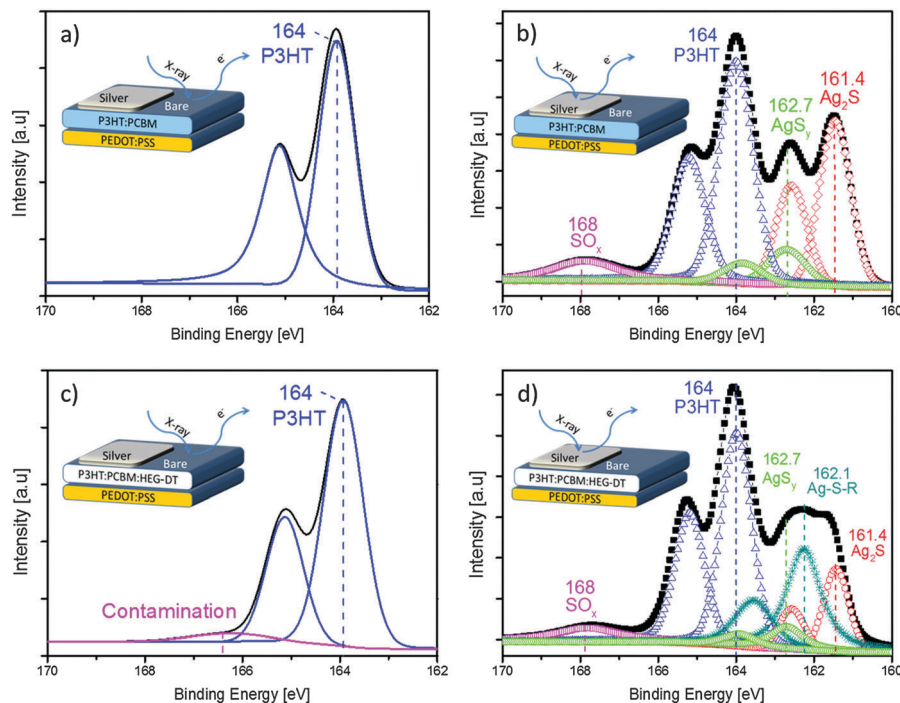 a)
164
P3HT
X-ray
e-
Silver
Bare
P3HT:PCBM
PEDOT:PSS
Intensity [a.u]
170 168 166 164 162
Binding Energy [eV]
b)
164
P3HT
161.4
Ag₂S
162.7
AgSᵧ
X-ray
e-
Silver
P3HT:PCBM
PEDOT:PSS
168
SOₓ
Intensity [a.u]
170 168 166 164 162 160
Binding Energy [eV]
c)
164
P3HT
X-ray
e-
Silver
Bare
P3HT:PCBM:HEG-DT
PEDOT:PSS
Contamination
Intensity [a.u]
170 168 166 164 162
Binding Energy [eV]
d)
164
P3HT
162.7
AgSᵧ
162.1
Ag-S-R
161.4
Ag₂S
X-ray
e-
Silver
Bare
P3HT:PCBM:HEG-DT
PEDOT:PSS
168
SOₓ
Intensity [a.u]
170 168 166 164 162 160
Binding Energy [eV]